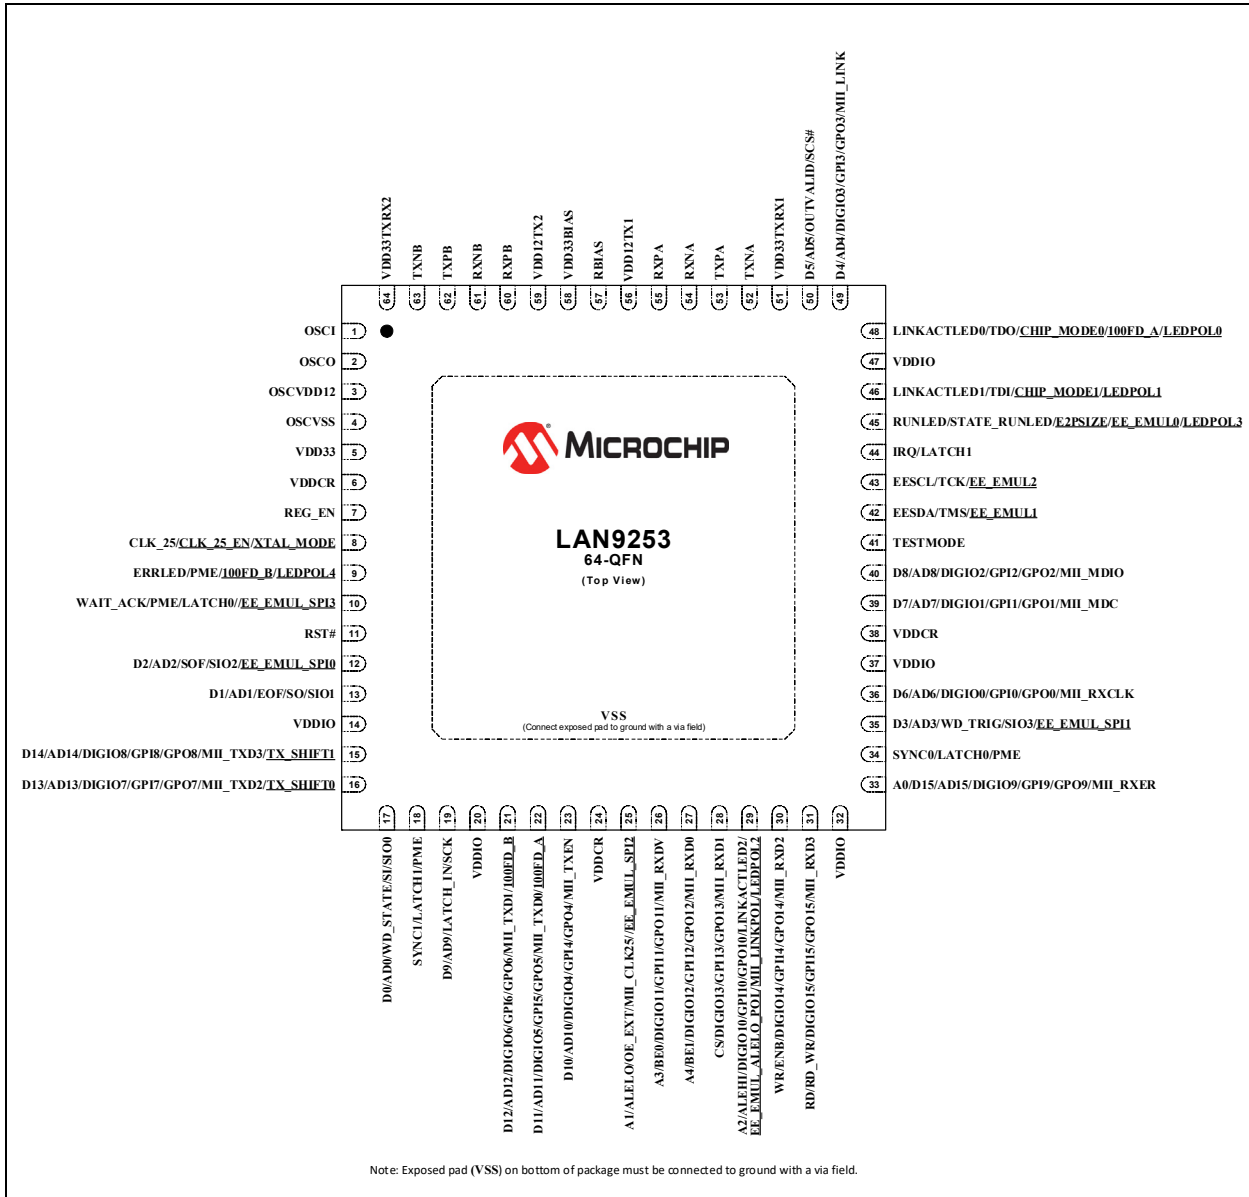 VDD33TXRX2
TXNB
TXPB
RXNB
RXPB
VDD12TX2
VDD33BIAS
RBIAS
VDD12TX1
RXPA
RXNA
TXPA
TXNA
VDD33TXRX1
D5/AD5/OUTVALID/SCS#
D4/AD4/DIGIO3/GPI3/GPO3/MII_LINK
64 63 62 61 60 59 58 57 56 55 54 53 52 51 50 49
OSCI 1
OSCO 2
OSCVDD12 3
OSCVSS 4
VDD33 5
VDDCR 6
REG_EN 7
CLK_25/CLK_25_EN/XTAL_MODE 8
ERRLED/PME/100FD_B/LEDPOL4 9
WAIT_ACK/PME/LATCH0//EE_EMUL_SPI3 10
RST# 11
D2/AD2/SOF/SIO2/EE_EMUL_SPI0 12
D1/AD1/EOF/SO/SIO1 13
VDDIO 14
D14/AD14/DIGIO8/GPI8/GPO8/MII_TXD3/TX_SHIFT1 15
D13/AD13/DIGIO7/GPI7/GPO7/MII_TXD2/TX_SHIFT0 16
MICROCHIP
LAN9253
64-QFN
(Top View)
VSS
(Connect exposed pad to ground with a via field)
48 LINKACTLED0/TDO/CHIP_MODE0/100FD_A/LEDPOL0
47 VDDIO
46 LINKACTLED1/TDI/CHIP_MODE1/LEDPOL1
45 RUNLED/STATE_RUNLED/E2PSIZE/EE_EMUL0/LEDPOL3
44 IRQ/LATCH1
43 EESCL/TCK/EE_EMUL2
42 EESDA/TMS/EE_EMUL1
41 TESTMODE
40 D8/AD8/DIGIO2/GPI2/GPO2/MII_MDIO
39 D7/AD7/DIGIO1/GPI1/GPO1/MII_MDC
38 VDDCR
37 VDDIO
36 D6/AD6/DIGIO0/GPI0/GPO0/MII_RXCLK
35 D3/AD3/WD_TRIG/SIO3/EE_EMUL_SPI1
34 SYNC0/LATCH0/PME
33 A0/D15/AD15/DIGIO9/GPI9/GPO9/MII_RXER
17 18 19 20 21 22 23 24 25 26 27 28 29 30 31 32
D0/AD0/WD_STATE/SI/SIO0
SYNC1/LATCH1/PME
D9/AD9/LATCH_IN/SCK
VDDIO
D12/AD12/DIGIO6/GPI6/GPO6/MII_TXD1/100FD_B
D11/AD11/DIGIO5/GPI5/GPO5/MII_TXD0/100FD_A
D10/AD10/DIGIO4/GPI4/GPO4/MII_TXEN
VDDCR
A1/ALELO/OE_EXT/MII_CLK25//EE_EMUL_SPI2
A3/BE0/DIGIO11/GPI11/GPO11/MII_RXDV
A4/BE1/DIGIO12/GPI12/GPO12/MII_RXD0
CS/DIGIO13/GPI13/GPO13/MII_RXD1
A2/ALEHI/DIGIO10/GPI10/GPO10/LINKACTLED2/
EE_EMUL_ALELO_POL/MII_LINKPOL/LEDPOL2
WR/ENB/DIGIO14/GPI14/GPO14/MII_RXD2
RD/RD_WR/DIGIO15/GPI15/GPO15/MII_RXD3
VDDIO
Note: Exposed pad (VSS) on bottom of package must be connected to ground with a via field.